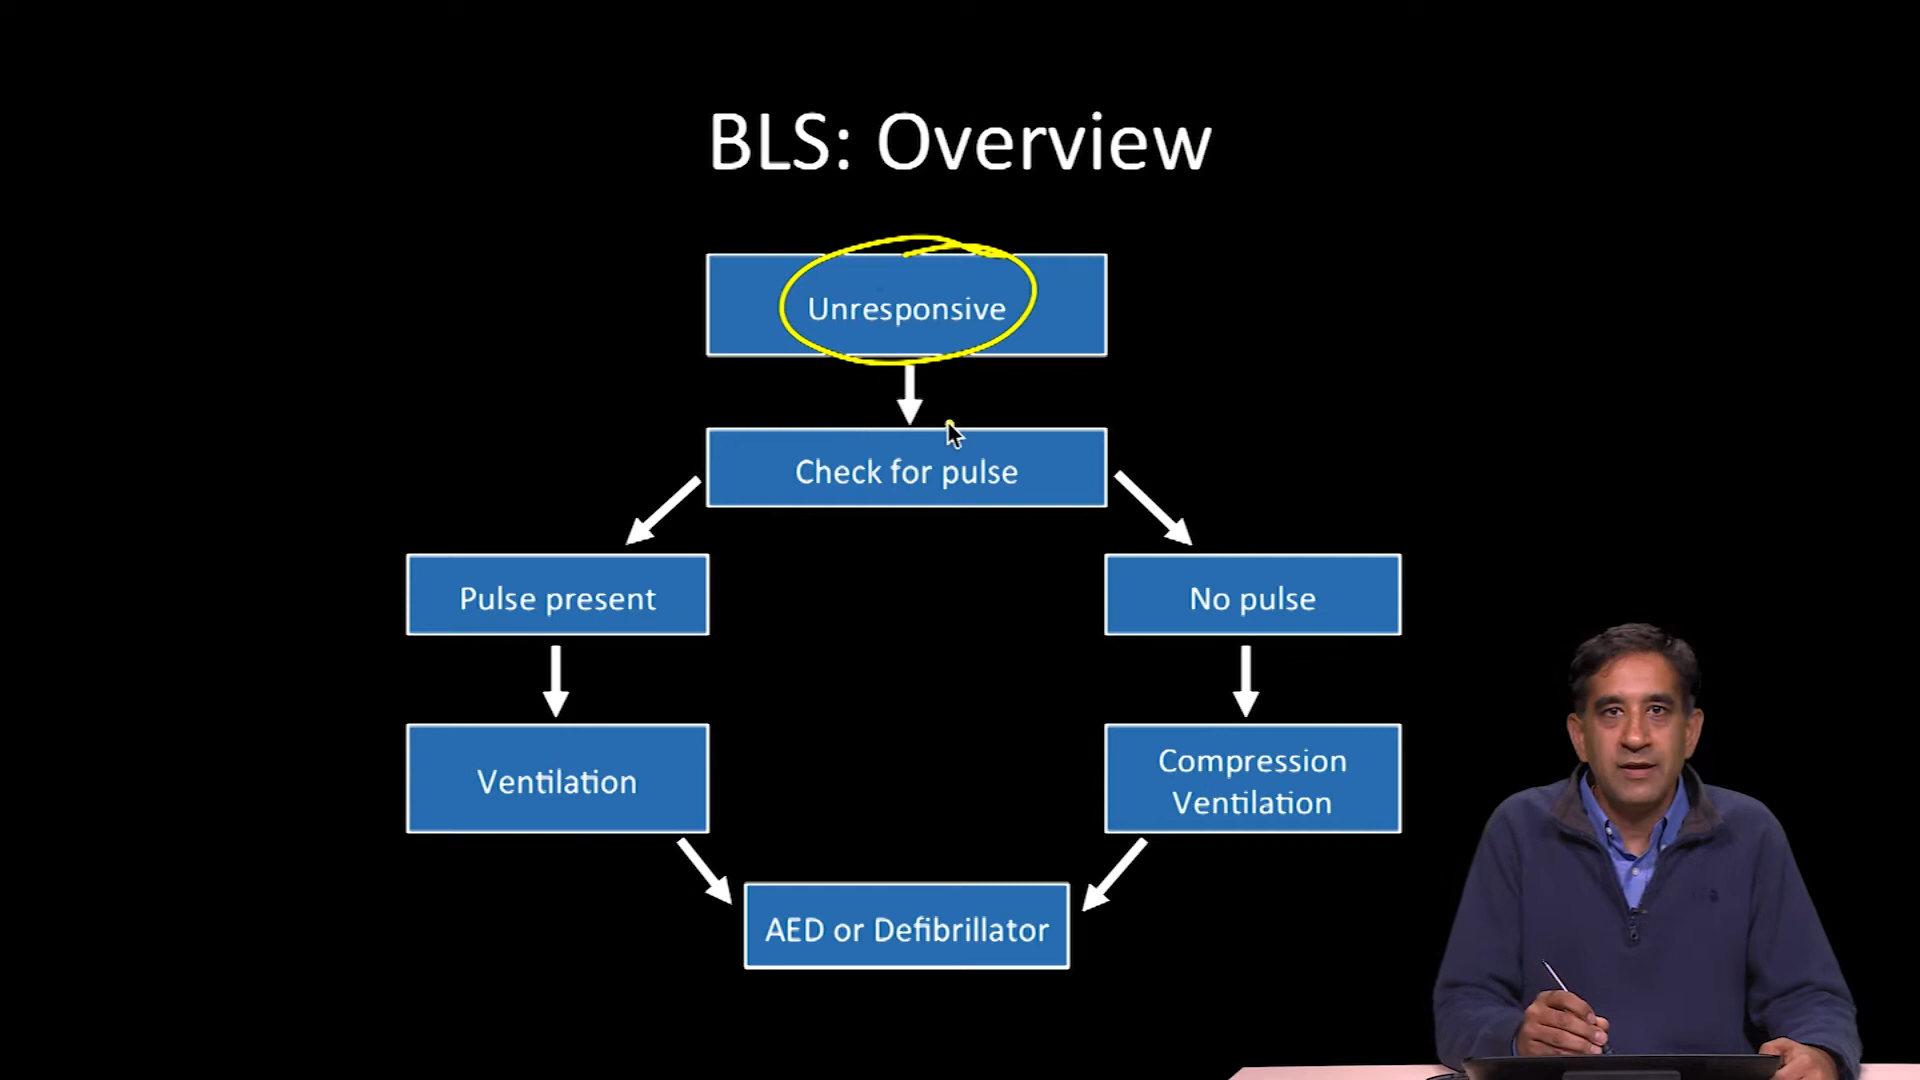 BLS: Overview
Unresponsive
Check for pulse
Pulse present
No pulse
Ventilation
Compression
Ventilation
AED or Defibrillator